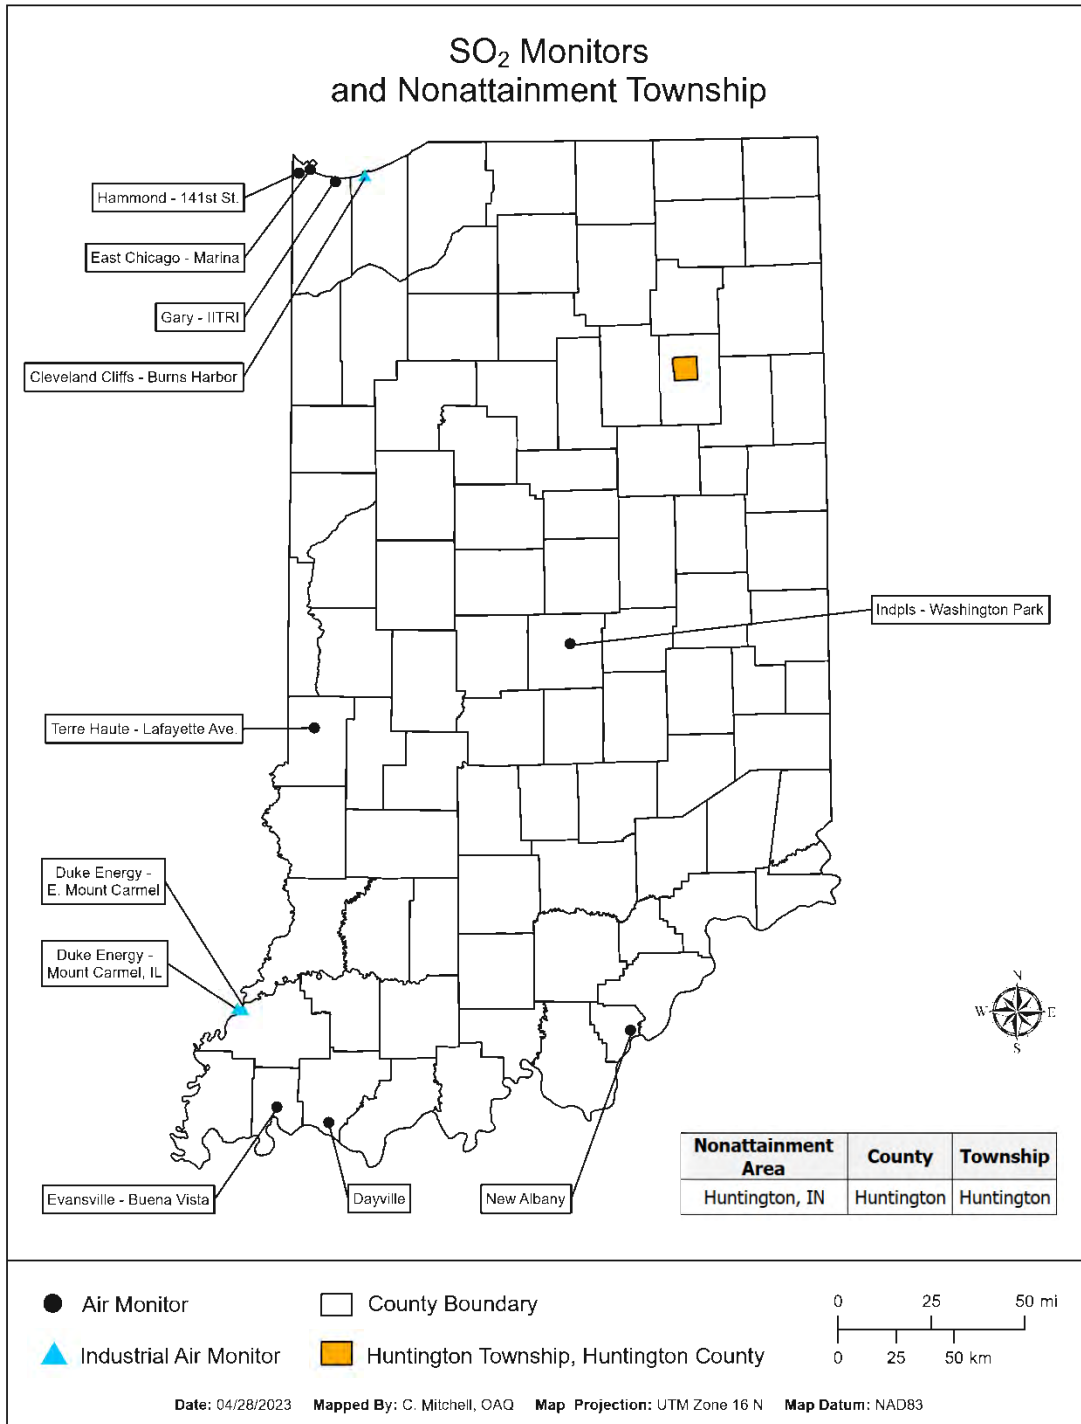 SO₂ Monitors
and Nonattainment Township
Hammond - 141st St.
East Chicago - Marina
Gary - IITRI
Cleveland Cliffs - Burns Harbor
Indpls - Washington Park
Terre Haute - Lafayette Ave.
Duke Energy -
E. Mount Carmel
Duke Energy -
Mount Carmel, IL
N
W E
S
Evansville - Buena Vista
Dayville
New Albany
Nonattainment Area County Township
Huntington, IN Huntington Huntington
Air Monitor
County Boundary
Industrial Air Monitor
Huntington Township, Huntington County
0 25 50 mi
0 25 50 km
Date: 04/28/2023 Mapped By: C. Mitchell, OAQ Map Projection: UTM Zone 16 N Map Datum: NAD83